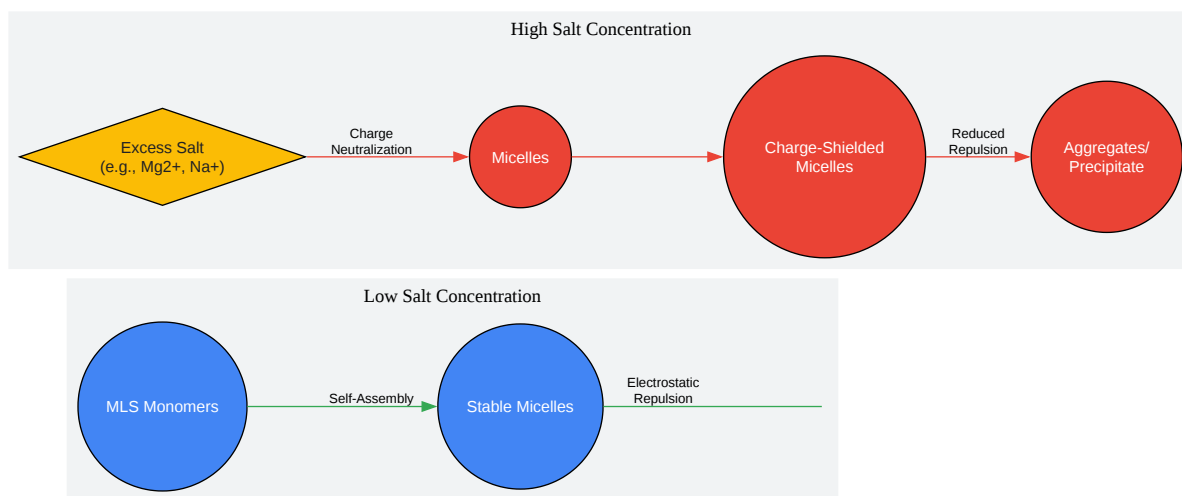 High Salt Concentration
Excess Salt
(e.g., Mg2+, Na+)
Charge
Neutralization
Micelles
Charge-Shielded
Micelles
Reduced
Repulsion
Aggregates/
Precipitate
Low Salt Concentration
MLS Monomers
Self-Assembly
Stable Micelles
Electrostatic
Repulsion